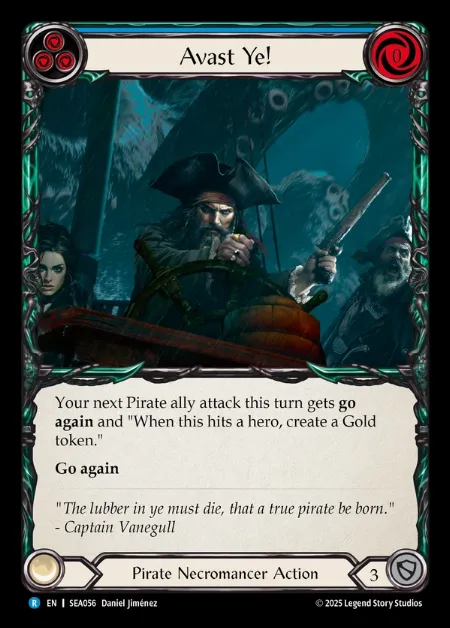 Avast Ye!
0
Your next Pirate ally attack this turn gets go
again and "When this hits a hero, create a Gold
token."
Go again
"The lubber in ye must die, that a true pirate be born."
- Captain Vanegull
Pirate Necromancer Action
3
R EN | SEA056 Daniel Jiménez
© 2025 Legend Story Studios